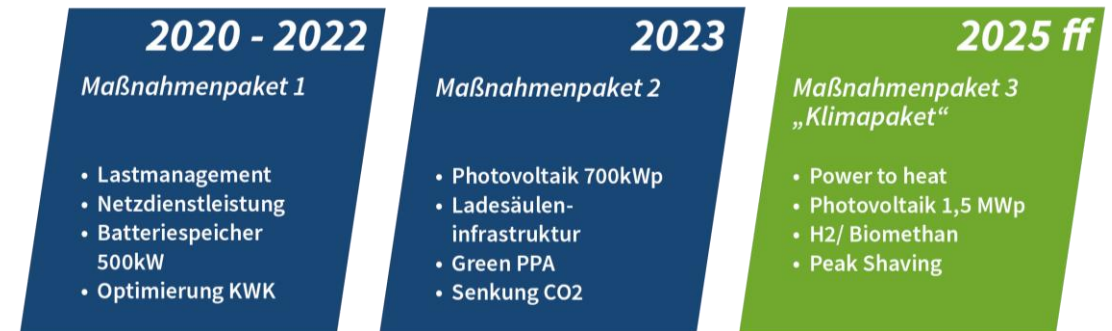 2020 - 2022
Maßnahmenpaket 1
• Lastmanagement
• Netzdienstleistung
• Batteriespeicher
500kW
• Optimierung KWK
2023
Maßnahmenpaket 2
• Photovoltaik 700kWp
• Ladesäulen-
infrastruktur
• Green PPA
• Senkung CO2
2025 ff
Maßnahmenpaket 3
„Klimapaket“
• Power to heat
• Photovoltaik 1,5 MWp
• H2/ Biomethan
• Peak Shaving